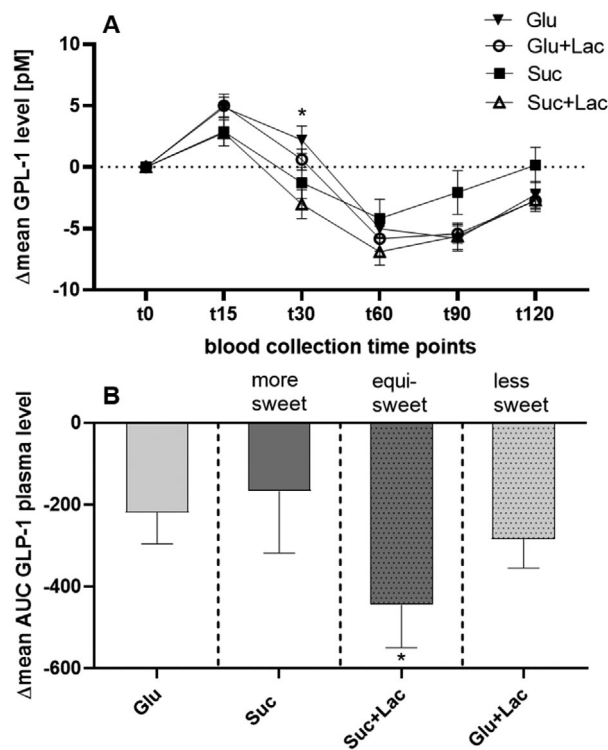 A
Glu
Glu+Lac
Suc
Suc+Lac
Δmean GPL-1 level [pM]
10
5
0
-5
-10
*
t0 t15 t30 t60 t90 t120
blood collection time points
B
more sweet
equi-sweet
less sweet
Δmean AUC GLP-1 plasma level
0
-200
-400
-600
*
Glu
Suc
Suc+Lac
Glu+Lac